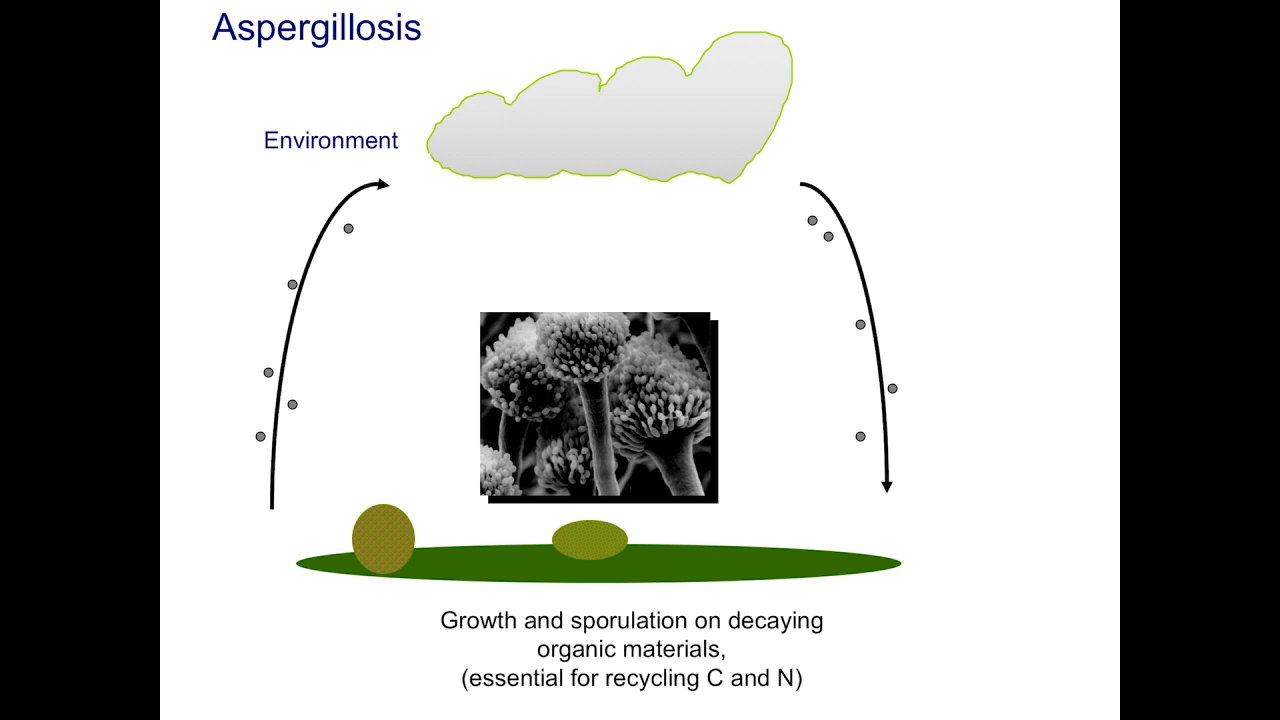 Aspergillosis
Environment
Growth and sporulation on decaying
organic materials,
(essential for recycling C and N)